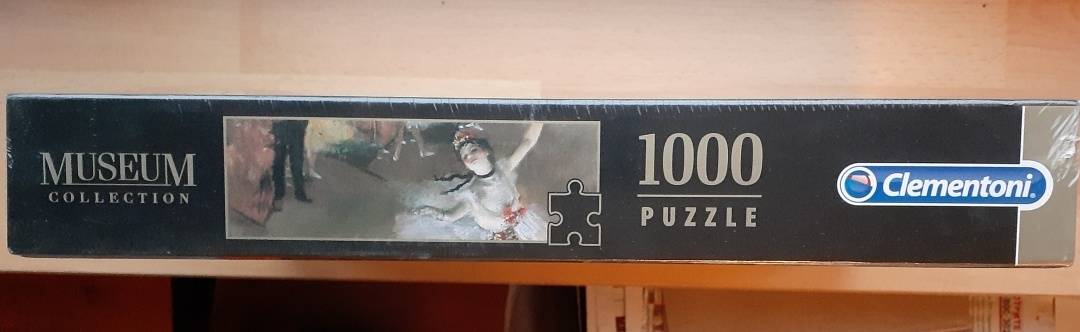 MUSEUM
COLLECTION
1000
PUZZLE
Clementoni®